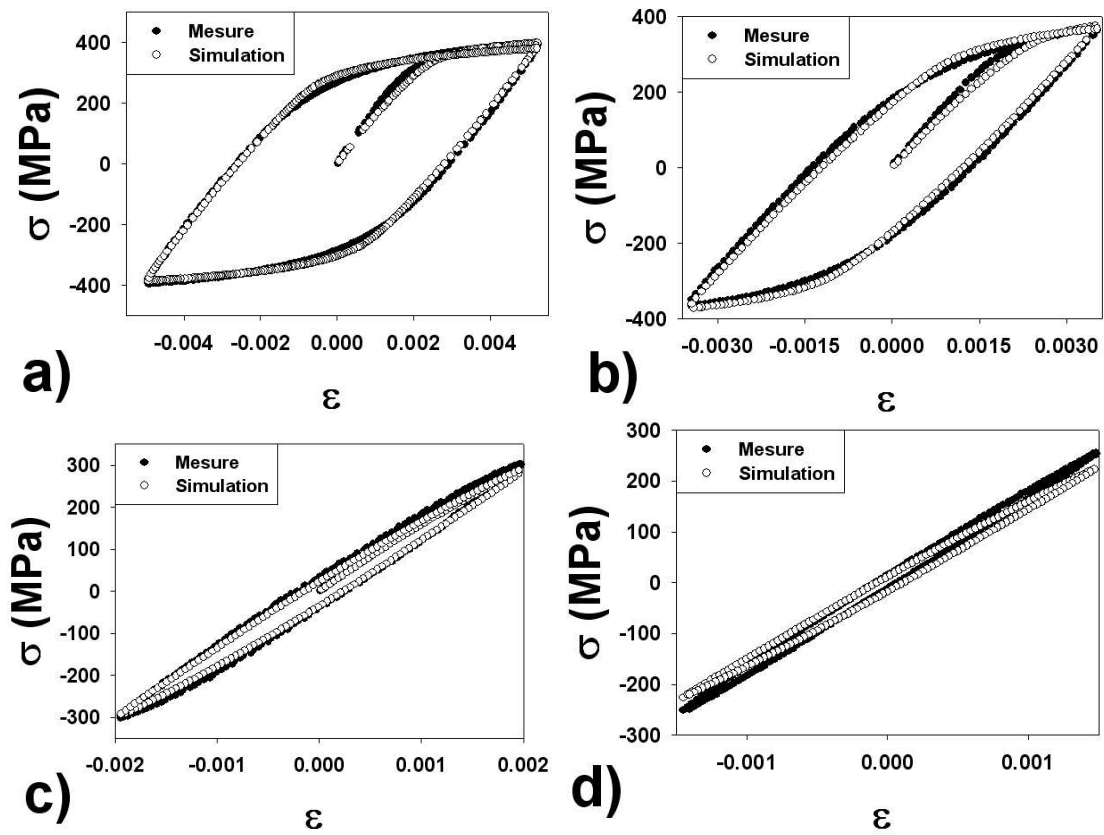 Mesure
Simulation
400
200
0
-200
-400
σ (MPa)
-0.004
-0.002
0.000
0.002
0.004
ε
a)
Mesure
Simulation
400
200
0
-200
-400
σ (MPa)
-0.0030
-0.0015
0.0000
0.0015
0.0030
ε
b)
Mesure
Simulation
300
200
100
0
-100
-200
-300
σ (MPa)
-0.002
-0.001
0.000
0.001
0.002
ε
c)
Mesure
Simulation
300
200
100
0
-100
-200
-300
σ (MPa)
-0.001
0.000
0.001
ε
d)